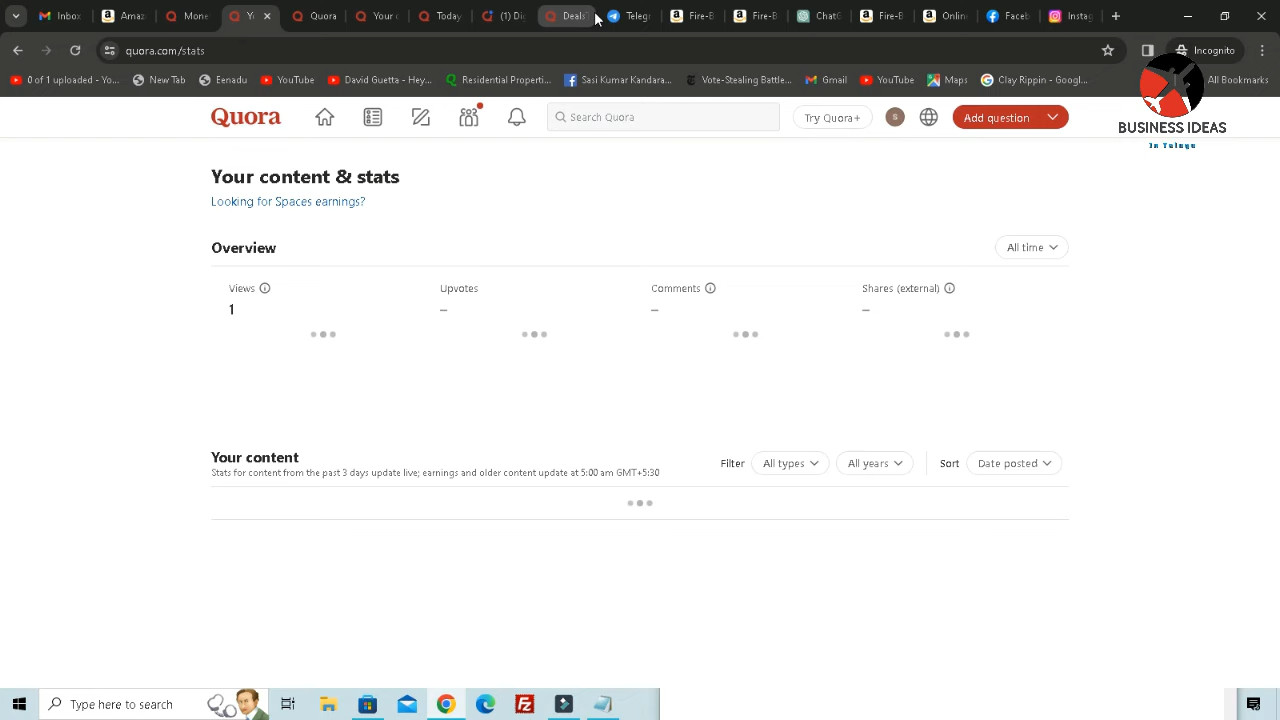 Inbox
Amaz
Mone
Yo
Quora
Your c
Today
(1) Dig
Deals
Telegr
Fire-B
Fire-B
ChatG
Fire-B
Onlin
Faceb
Instag
quora.com/stats
Incognito
0 of 1 uploaded - Yo...
New Tab
Eenadu
YouTube
David Guetta - Hey,...
Residential Properti...
Sasi Kumar Kandara...
Vote-Stealing Battle...
Gmail
YouTube
Maps
Clay Rippin - Googl...
All Bookmarks
Quora
Search Quora
Try Quora+
S
Add question
BUSINESS IDEAS
In Telugu
Your content & stats
Looking for Spaces earnings?
Overview
All time
Views
Upvotes
Comments
Shares (external)
1
–
–
–
Your content
Stats for content from the past 3 days update live; earnings and older content update at 5:00 am GMT+5:30
Filter
All types
All years
Sort
Date posted
Type here to search